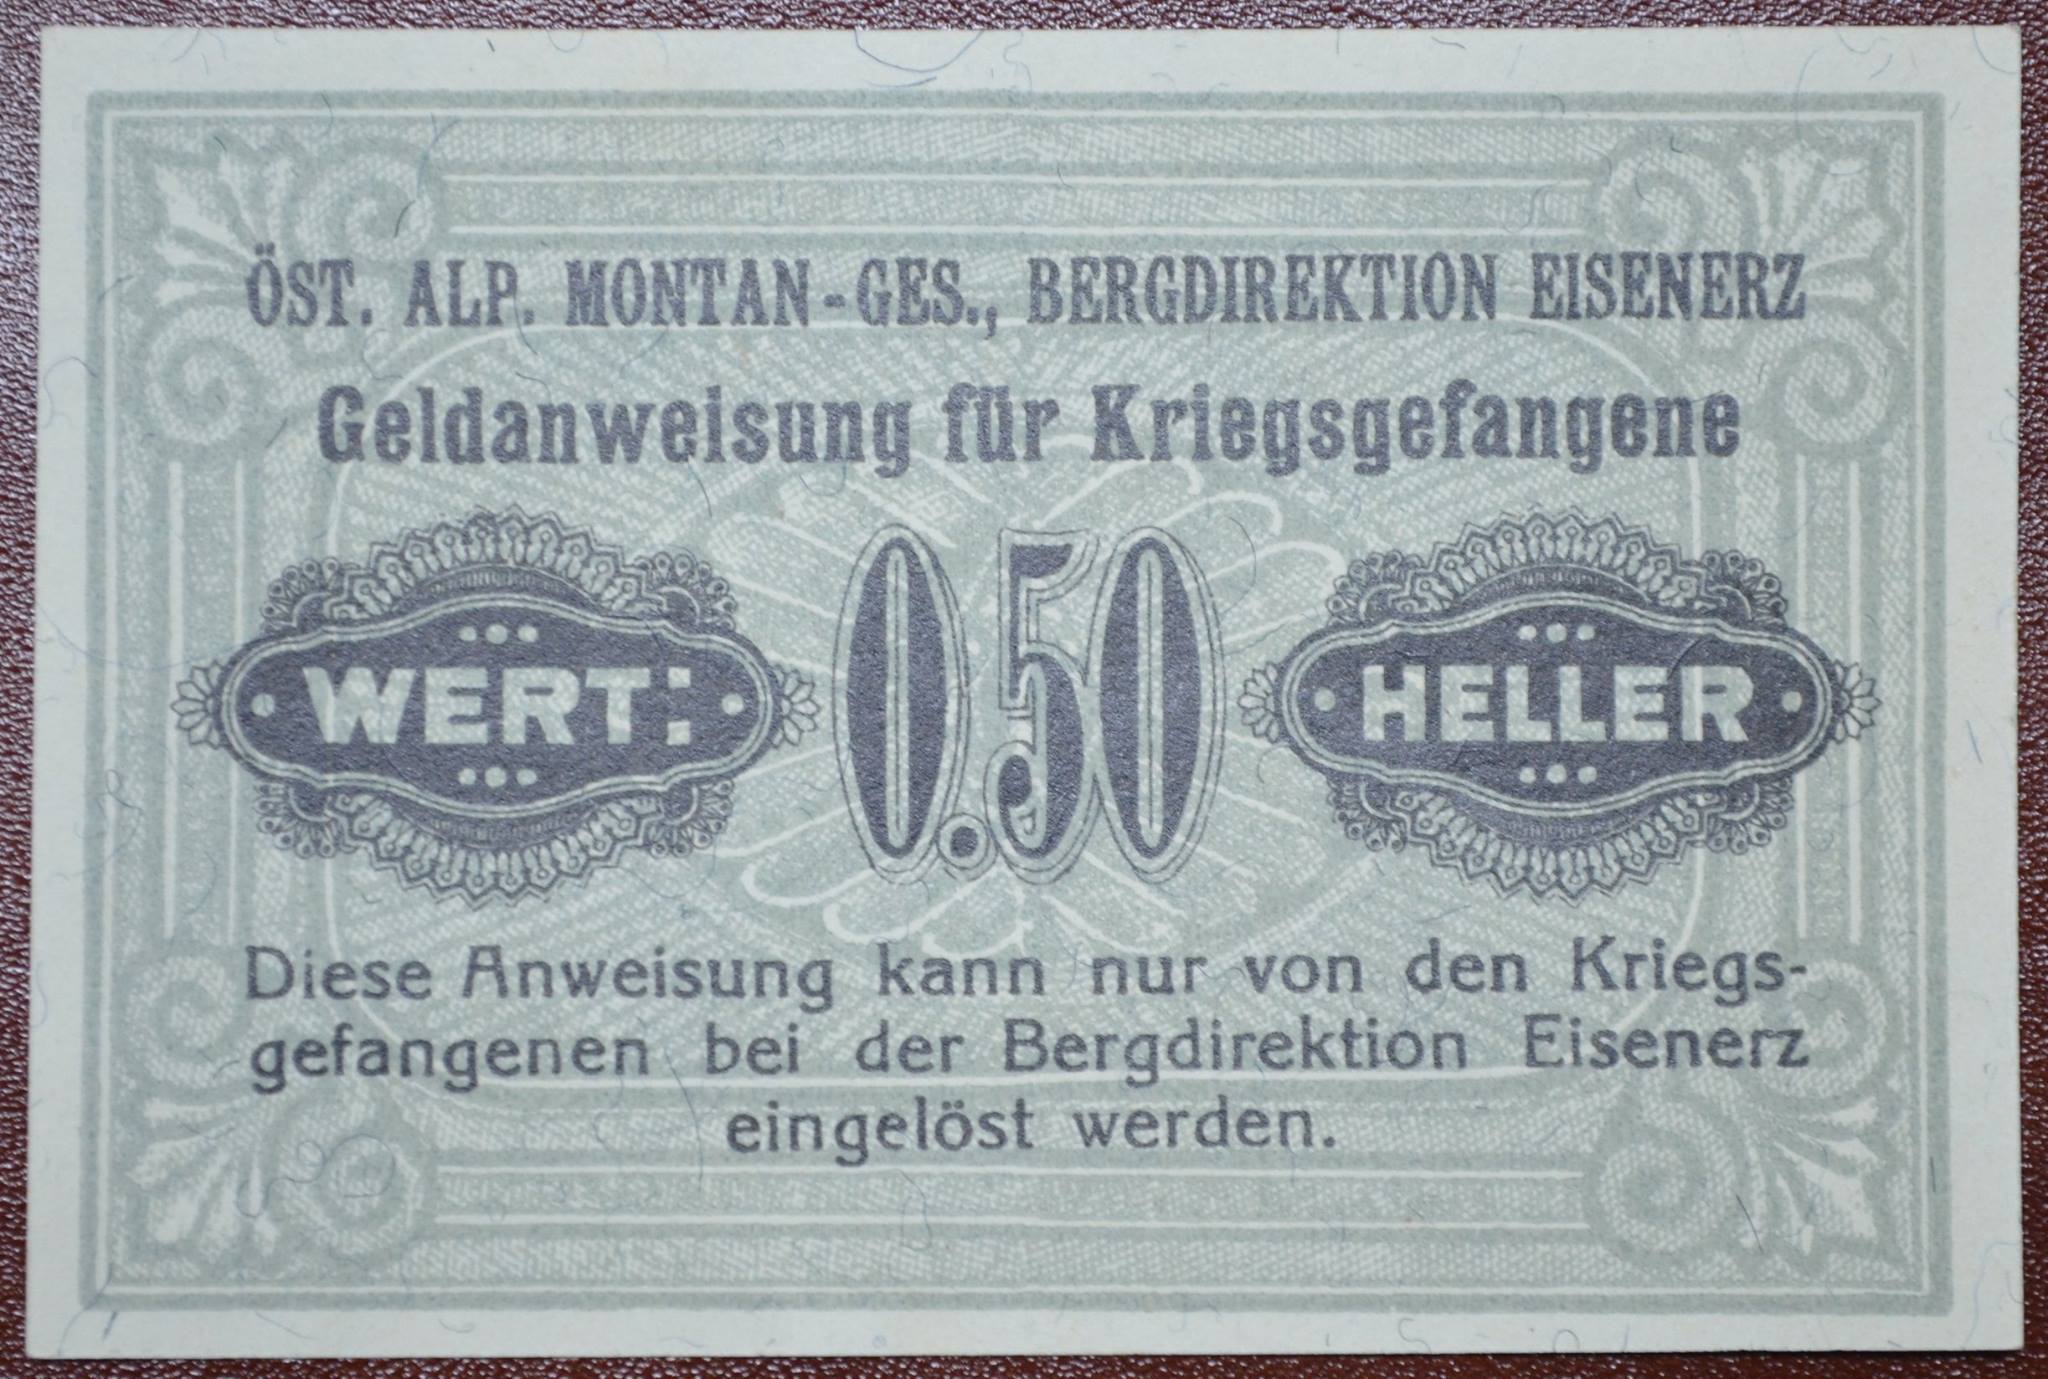 ÖST. ALP. MONTAN-GES., BERGDIREKTION EISENERZ
Geldanweisung für Kriegsgefangene
WERT: 0.50 HELLER
Diese Anweisung kann nur von den Kriegs-
gefangenen bei der Bergdirektion Eisenerz
eingelöst werden.